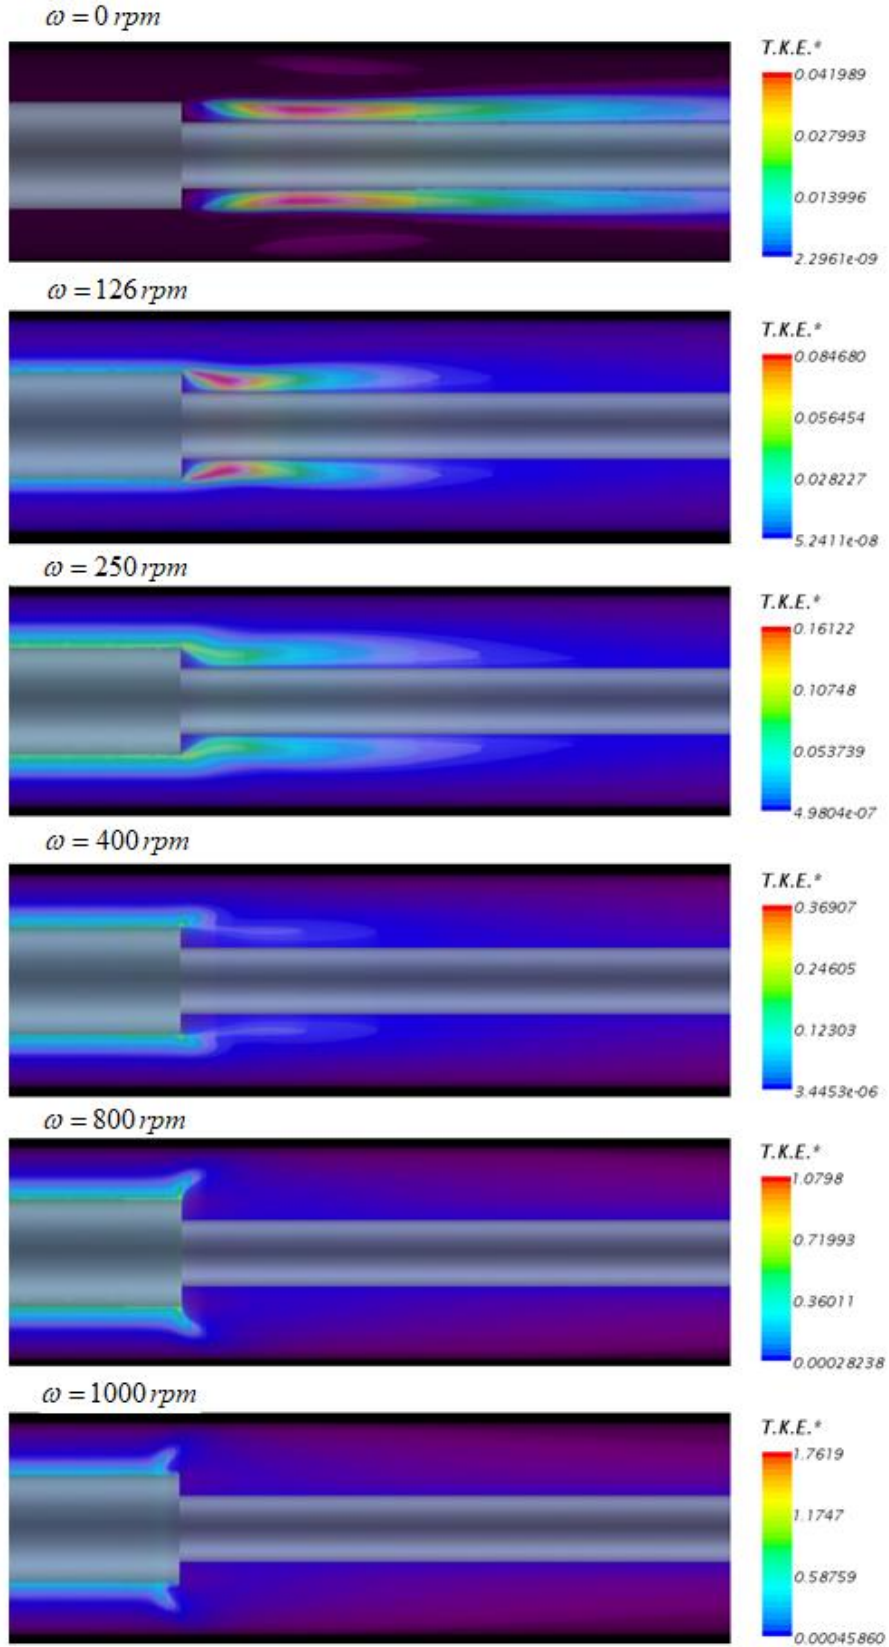 ω = 0 rpm
T.K.E.*
0.041989
0.027993
0.013996
2.2961e-09
ω = 126 rpm
T.K.E.*
0.084680
0.056454
0.028227
5.2411e-08
ω = 250 rpm
T.K.E.*
0.16122
0.10748
0.053739
4.9804e-07
ω = 400 rpm
T.K.E.*
0.36907
0.24605
0.12303
3.4453e-06
ω = 800 rpm
T.K.E.*
1.0798
0.71993
0.36011
0.00028238
ω = 1000 rpm
T.K.E.*
1.7619
1.1747
0.58759
0.00045860